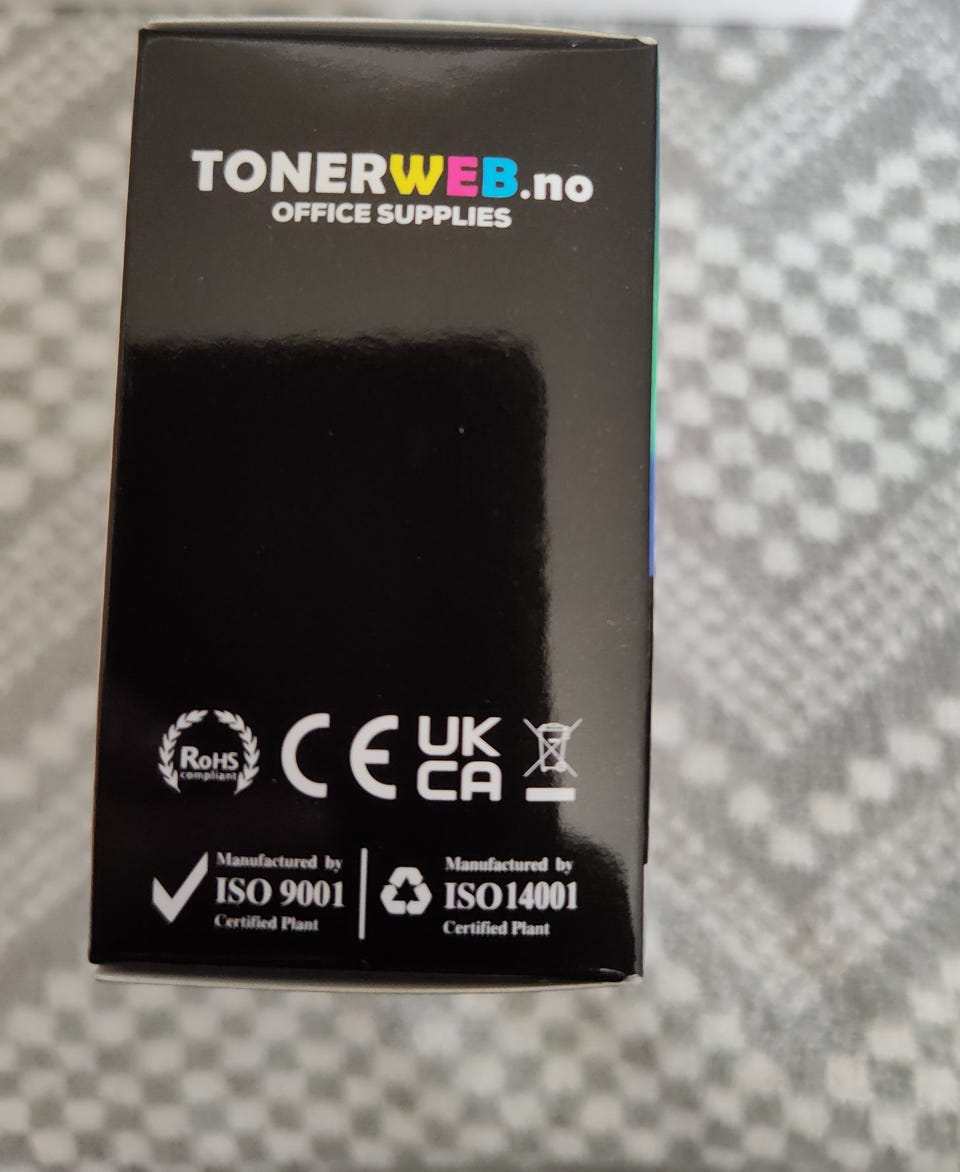 TONERWEB.no
OFFICE SUPPLIES
RoHS
compliant
CE
UK
CA
Manufactured by
ISO 9001
Certified Plant
Manufactured by
ISO14001
Certified Plant